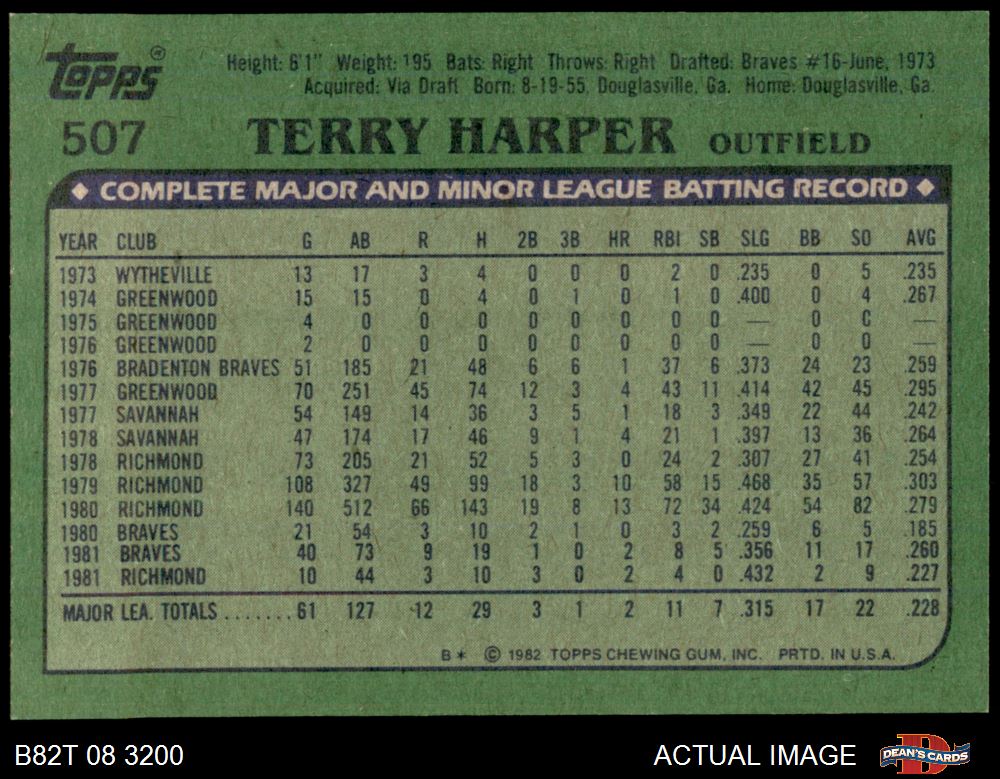 TOPPS®
Height: 6'1" Weight: 195 Bats: Right Throws: Right Drafted: Braves #16-June, 1973
Acquired: Via Draft Born: 8-19-55, Douglasville, Ga. Home: Douglasville, Ga.
507 TERRY HARPER OUTFIELD
◆ COMPLETE MAJOR AND MINOR LEAGUE BATTING RECORD ◆
YEAR CLUB G AB R H 2B 3B HR RBI SB SLG BB SO AVG
1973 WYTHEVILLE 13 17 3 4 0 0 0 2 0 .235 0 5 .235
1974 GREENWOOD 15 15 0 4 0 1 0 1 0 .400 0 4 .267
1975 GREENWOOD 4 0 0 0 0 0 0 0 0 — 0 0 —
1976 GREENWOOD 2 0 0 0 0 0 0 0 0 — 0 0 —
1976 BRADENTON BRAVES 51 185 21 48 6 6 1 37 6 .373 24 23 .259
1977 GREENWOOD 70 251 45 74 12 3 4 43 11 .414 42 45 .295
1977 SAVANNAH 54 149 14 36 3 5 1 18 3 .349 22 44 .242
1978 SAVANNAH 47 174 17 46 9 1 4 21 1 .397 13 36 .264
1978 RICHMOND 73 205 21 52 5 3 0 24 2 .307 27 41 .254
1979 RICHMOND 108 327 49 99 18 3 10 58 15 .468 35 57 .303
1980 RICHMOND 140 512 66 143 19 8 13 72 34 .424 54 82 .279
1980 BRAVES 21 54 3 10 2 1 0 3 2 .259 6 5 .185
1981 BRAVES 40 73 9 19 1 0 2 8 5 .356 11 17 .260
1981 RICHMOND 10 44 3 10 3 0 2 4 0 .432 2 9 .227
MAJOR LEA. TOTALS ....... 61 127 12 29 3 1 2 11 7 .315 17 22 .228
B* © 1982 TOPPS CHEWING GUM, INC. PRTD. IN U.S.A.
B82T 08 3200 ACTUAL IMAGE DEAN'S CARDS